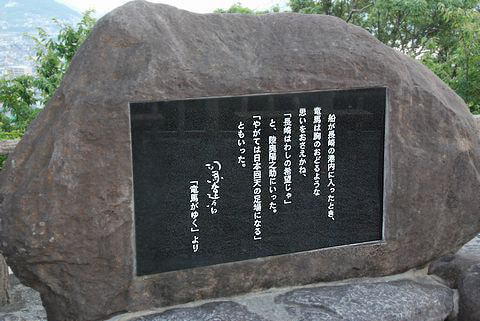 船が長崎の港内に入ったとき、
竜馬は胸のおどるような
思いをおさえかね、
「長崎はわしの希望じゃ」
と、陸奥陽之助にいった。
「やがては日本回天の足場になる」
ともいった。
司馬遼太郎
「竜馬がゆく」より